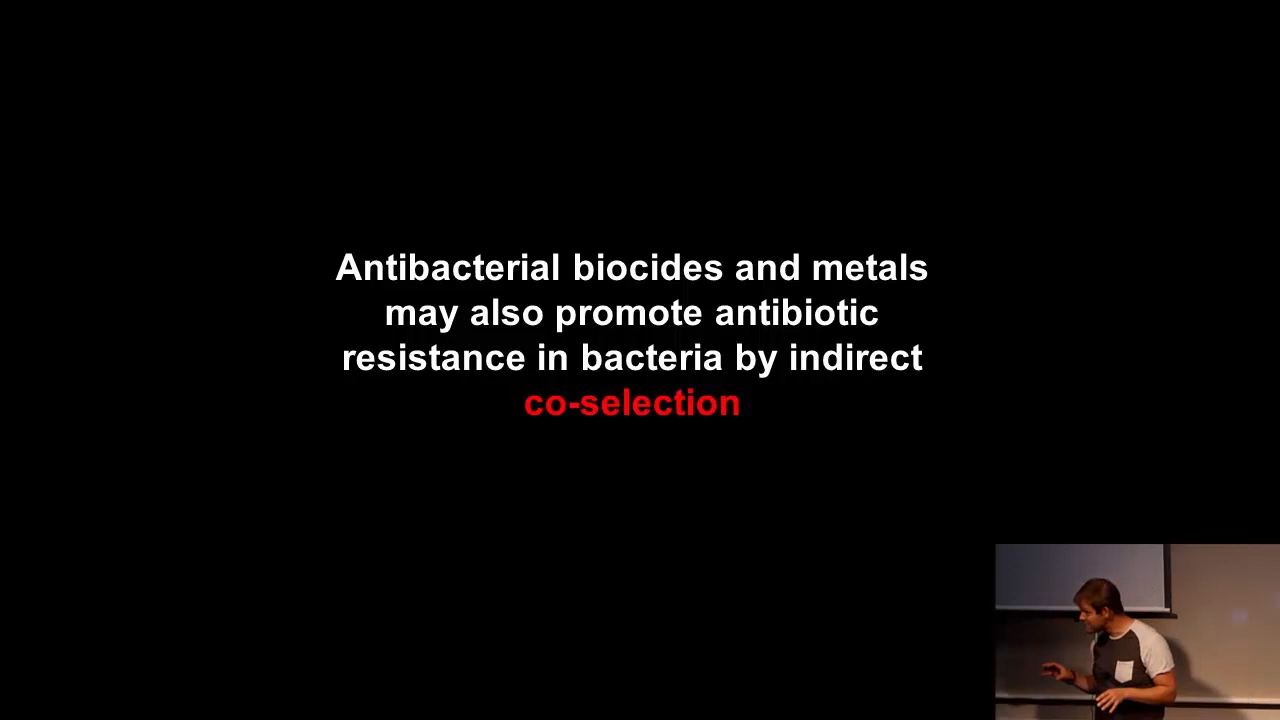 Antibacterial biocides and metals
may also promote antibiotic
resistance in bacteria by indirect
co-selection